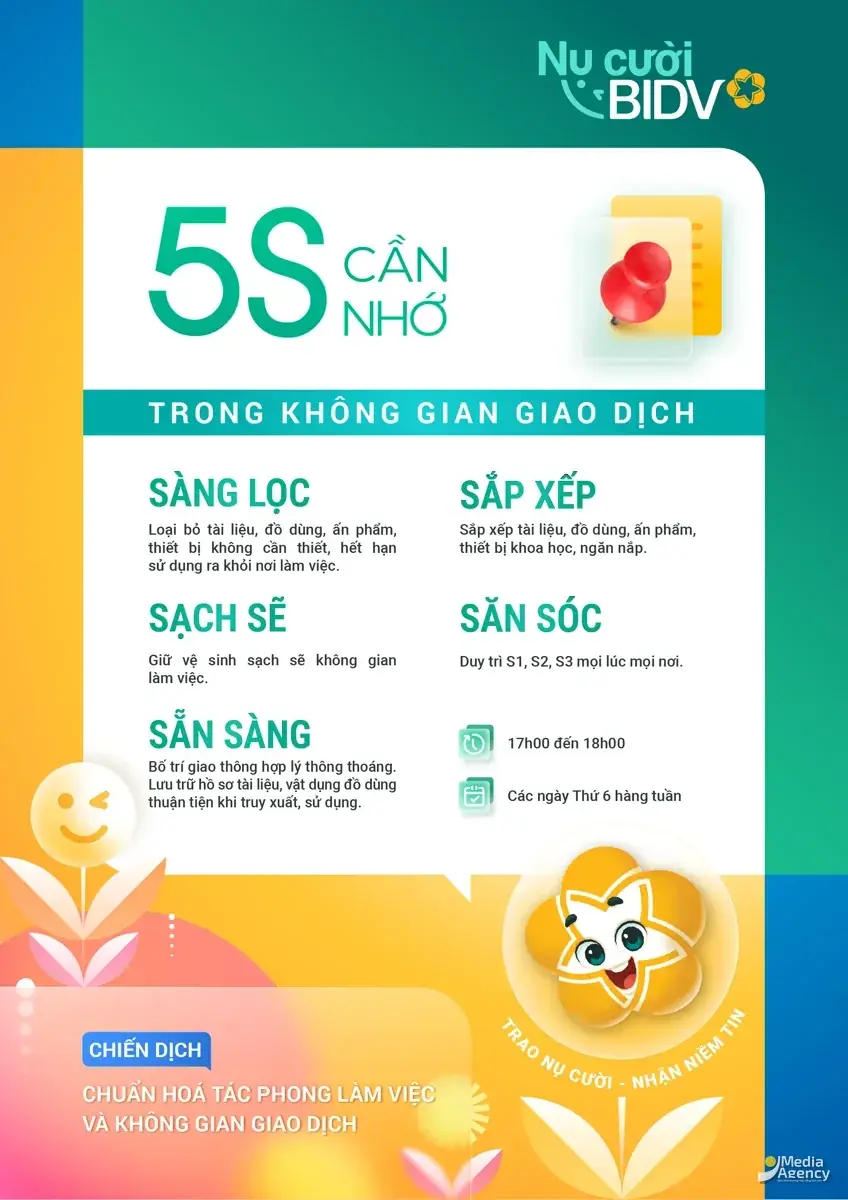 Nụ cười
BIDV
5S CẦN
NHỚ
TRONG KHÔNG GIAN GIAO DỊCH
SÀNG LỌC
Loại bỏ tài liệu, đồ dùng, ấn phẩm,
thiết bị không cần thiết, hết hạn
sử dụng ra khỏi nơi làm việc.
SẮP XẾP
Sắp xếp tài liệu, đồ dùng, ấn phẩm,
thiết bị khoa học, ngăn nắp.
SẠCH SẼ
Giữ vệ sinh sạch sẽ không gian
làm việc.
SĂN SÓC
Duy trì S1, S2, S3 mọi lúc mọi nơi.
SẴN SÀNG
Bố trí giao thông hợp lý thông thoáng.
Lưu trữ hồ sơ tài liệu, vật dụng đồ dùng
thuận tiện khi truy xuất, sử dụng.
17h00 đến 18h00
Các ngày Thứ 6 hàng tuần
TRAO NỤ CƯỜI - NHẬN NIỀM TIN
CHIẾN DỊCH
CHUẨN HOÁ TÁC PHONG LÀM VIỆC
VÀ KHÔNG GIAN GIAO DỊCH
Media
Agency